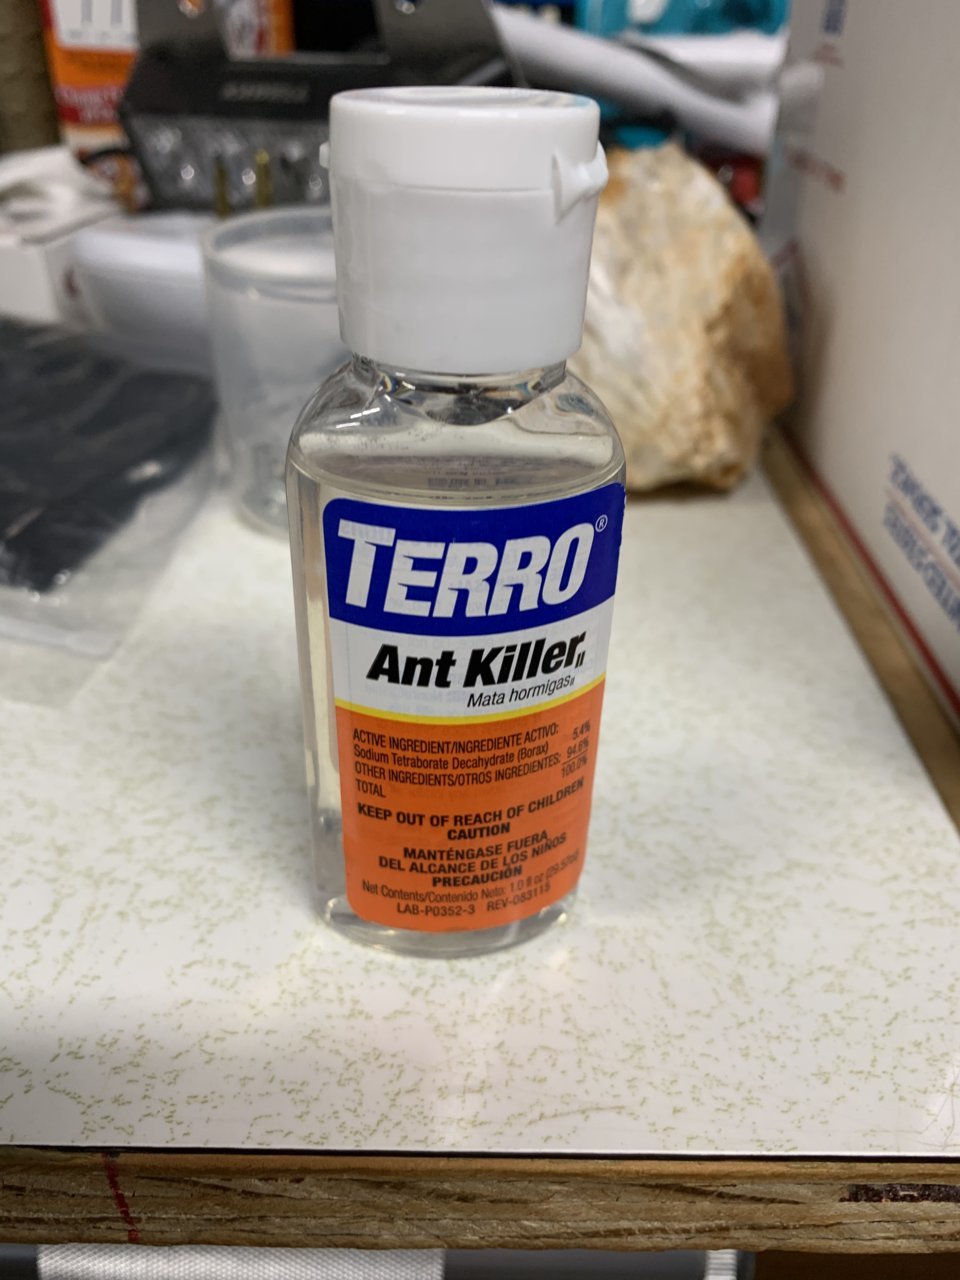 TERRO®
Ant Killer II
Mata hormigas II
ACTIVE INGREDIENT/INGREDIENTE ACTIVO:
Sodium Tetraborate Decahydrate (Borax) 5.4%
OTHER INGREDIENTS/OTROS INGREDIENTES: 94.6%
TOTAL 100.0%
KEEP OUT OF REACH OF CHILDREN
CAUTION
MANTÉNGASE FUERA
DEL ALCANCE DE LOS NIÑOS
PRECAUCIÓN
Net Contents/Contenido Neto: 1.0 fl oz
LAB-P0352-3 REV-083115